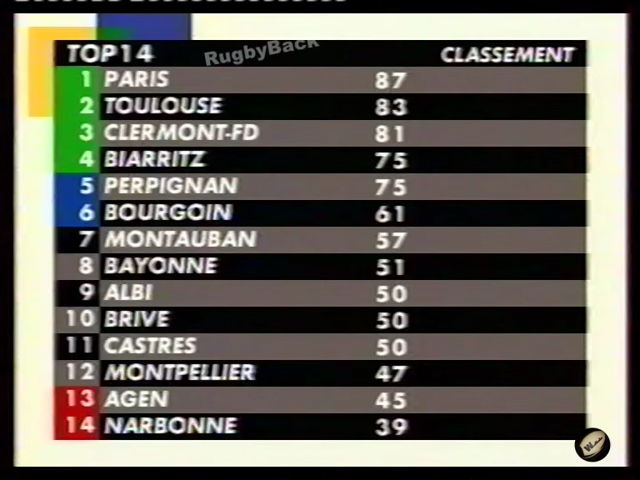 TOP14 CLASSEMENT
RugbyBack
1 PARIS 87
2 TOULOUSE 83
3 CLERMONT-FD 81
4 BIARRITZ 75
5 PERPIGNAN 75
6 BOURGOIN 61
7 MONTAUBAN 57
8 BAYONNE 51
9 ALBI 50
10 BRIVE 50
11 CASTRES 50
12 MONTPELLIER 47
13 AGEN 45
14 NARBONNE 39